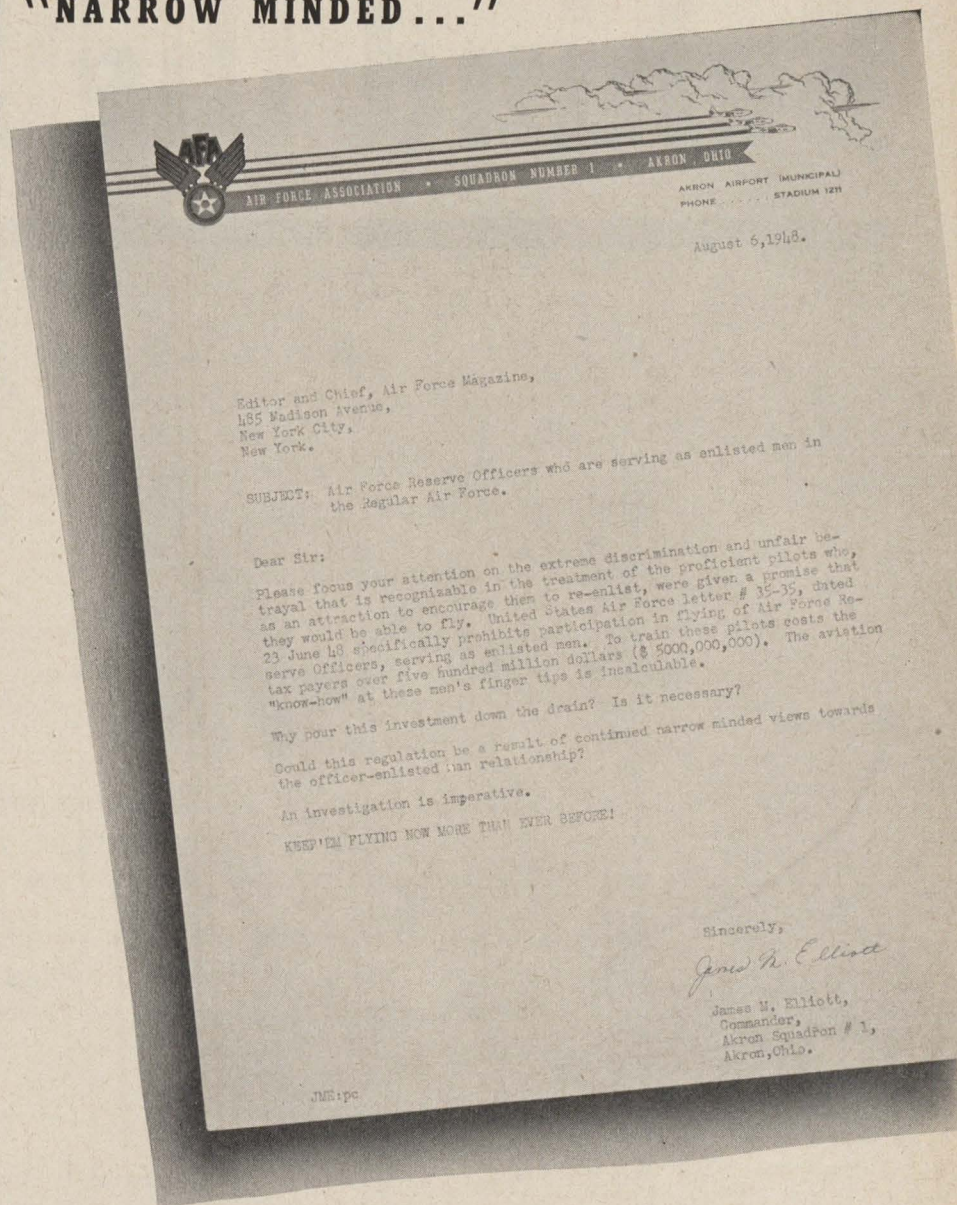 "NARROW MINDED..."
AFA
AIR FORCE ASSOCIATION • SQUADRON NUMBER 1 • AKRON, OHIO
AKRON AIRPORT (MUNICIPAL)
PHONE . . . . . . STADIUM 1211
August 6,1948.
Editor and Chief, Air Force Magazine,
485 Madison Avenue,
New York City,
New York.
SUBJECT: Air Force Reserve Officers who are serving as enlisted men in
the Regular Air Force.
Dear Sir:
Please focus your attention on the extreme discrimination and unfair be-
trayal that is recognizable in the treatment of the proficient pilots who,
as an attraction to encourage them to re-enlist, were given a promise that
they would be able to fly. United States Air Force letter # 35-35, dated
23 June 48 specifically prohibits participation in flying of Air Force Re-
serve Officers, serving as enlisted men. To train these pilots costs the
tax payers over five hundred million dollars ($ 5000,000,000). The aviation
"know-how" at these men's finger tips is incalculable.
Why pour this investment down the drain? Is it necessary?
Could this regulation be a result of continued narrow minded views towards
the officer-enlisted man relationship?
An investigation is imperative.
KEEP'EM FLYING NOW MORE THAN EVER BEFORE!
Sincerely,
James M. Elliott
James M. Elliott,
Commander,
Akron Squadron # 1,
Akron,Ohio.
JME:pc